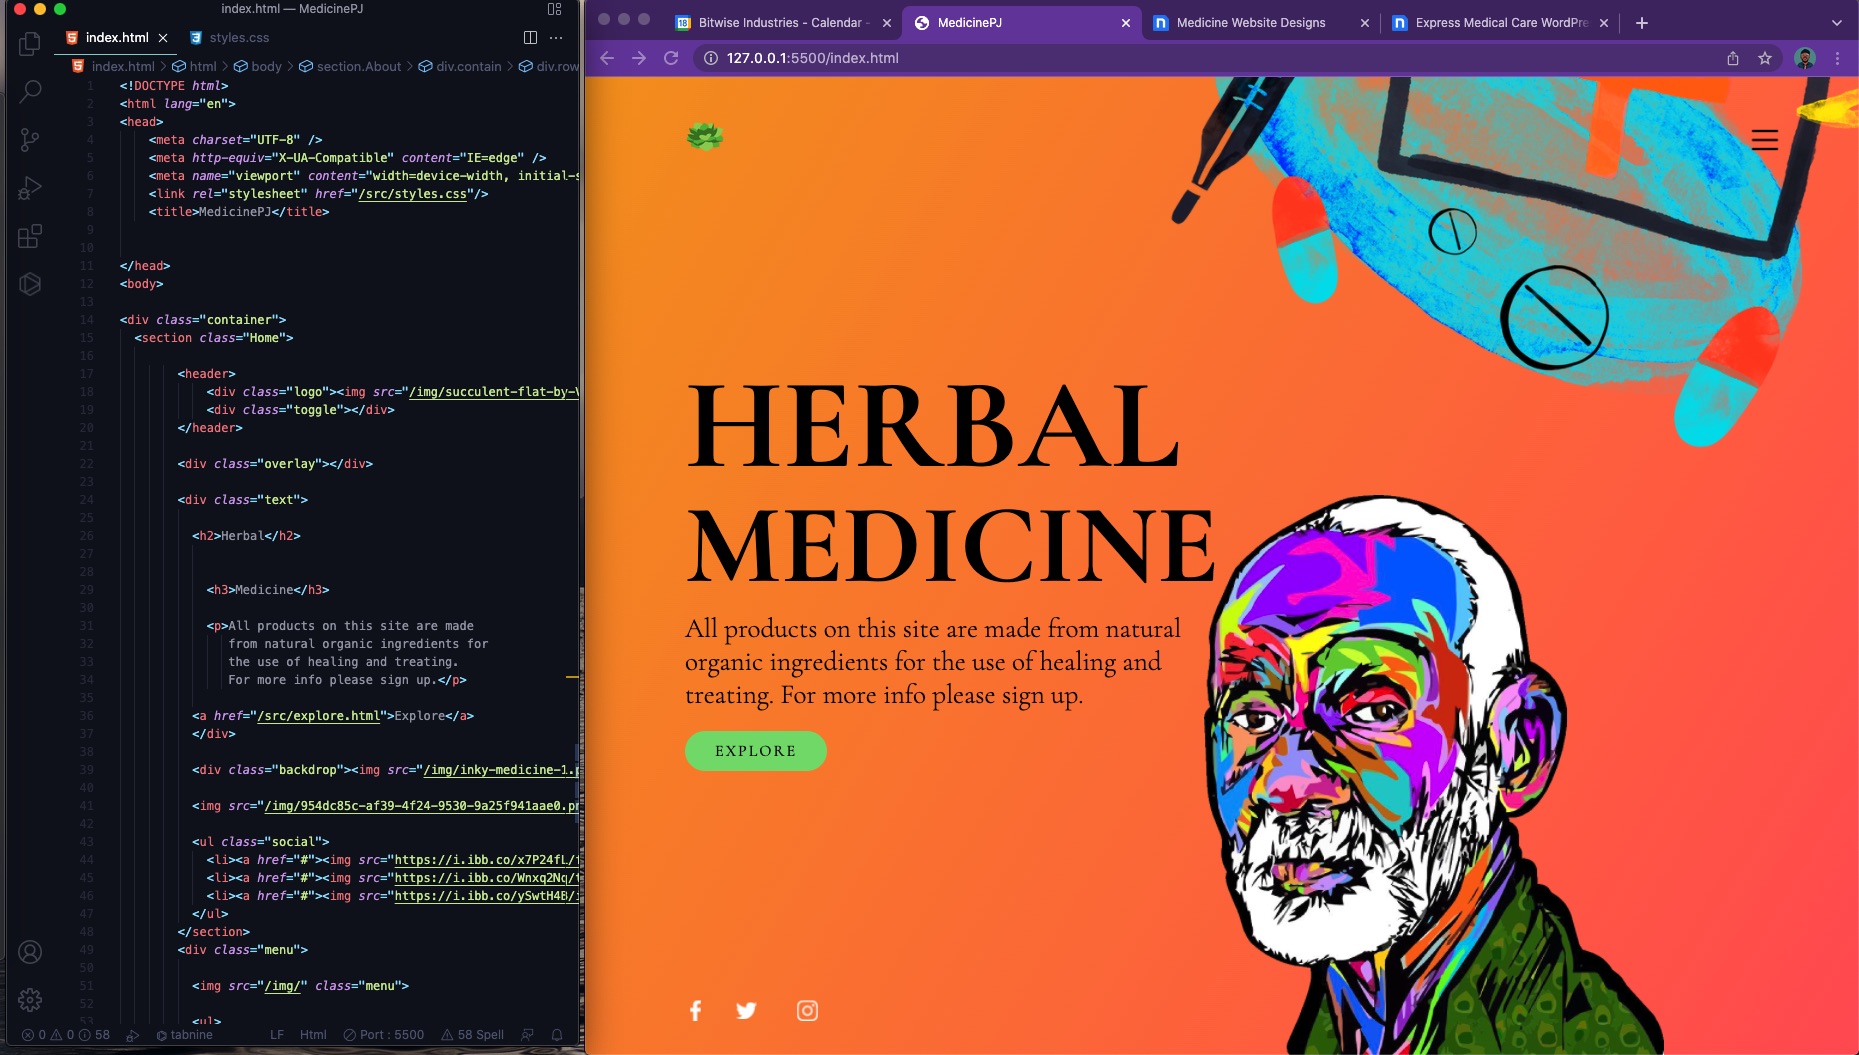 index.html — MedicinePJ
index.html
styles.css
index.html > html > body > section.About > div.contain > div.row
1 <!DOCTYPE html>
2 <html lang="en">
3 <head>
4 <meta charset="UTF-8" />
5 <meta http-equiv="X-UA-Compatible" content="IE=edge" />
6 <meta name="viewport" content="width=device-width, initial-s
7 <link rel="stylesheet" href="/src/styles.css"/>
8 <title>MedicinePJ</title>
9
10
11 </head>
12 <body>
13
14 <div class="container">
15 <section class="Home">
16
17 <header>
18 <div class="logo"><img src="/img/succulent-flat-by-V
19 <div class="toggle"></div>
20 </header>
21
22 <div class="overlay"></div>
23
24 <div class="text">
25
26 <h2>Herbal</h2>
27
28
29 <h3>Medicine</h3>
30
31 <p>All products on this site are made
32 from natural organic ingredients for
33 the use of healing and treating.
34 For more info please sign up.</p>
35
36 <a href="/src/explore.html">Explore</a>
37 </div>
38
39 <div class="backdrop"><img src="/img/inky-medicine-1.p
40
41 <img src="/img/954dc85c-af39-4f24-9530-9a25f941aae0.pn
42
43 <ul class="social">
44 <li><a href="#"><img src="https://i.ibb.co/x7P24fL/
45 <li><a href="#"><img src="https://i.ibb.co/Wnxq2Nq/
46 <li><a href="#"><img src="https://i.ibb.co/ySwtH4B/
47 </ul>
48 </section>
49 <div class="menu">
50
51 <img src="/img/" class="menu">
52
53 <ul>
0 0 58 tabnine LF Html Port : 5500 58 Spell
Bitwise Industries - Calendar -
MedicinePJ
Medicine Website Designs
Express Medical Care WordPre
127.0.0.1:5500/index.html
HERBAL
MEDICINE
All products on this site are made from natural
organic ingredients for the use of healing and
treating. For more info please sign up.
EXPLORE